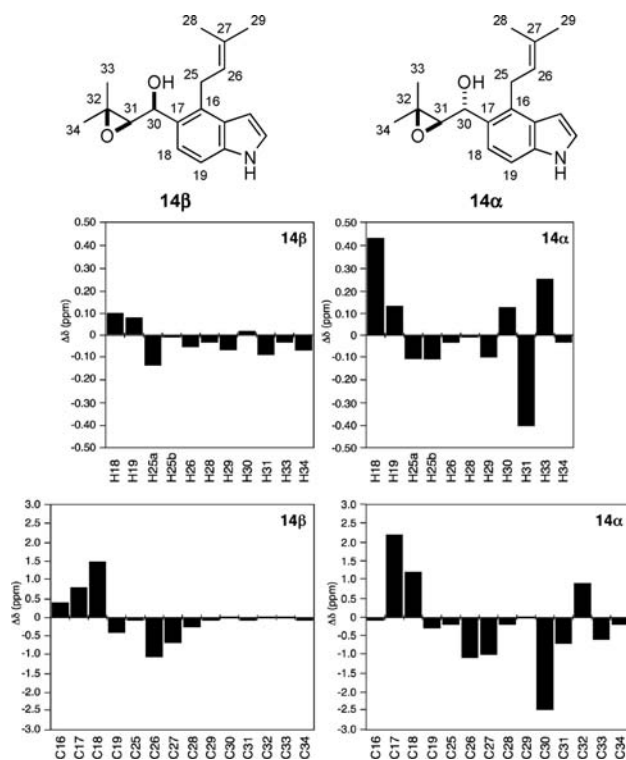 28
29
27
33
25
26
OH
32
31
17
16
34
O
30
18
N
H
19
14β
28
29
27
33
25
26
OH
32
31
17
16
34
O
30
18
N
H
19
14α
0.50
0.40
0.30
0.20
0.10
0
-0.10
-0.20
-0.30
-0.40
-0.50
Δδ (ppm)
14β
H18
H19
H25a
H25b
H26
H28
H29
H30
H31
H33
H34
0.50
0.40
0.30
0.20
0.10
0
-0.10
-0.20
-0.30
-0.40
-0.50
Δδ (ppm)
14α
H18
H19
H25a
H25b
H26
H28
H29
H30
H31
H33
H34
3.0
2.5
2.0
1.5
1.0
0.5
0
-0.5
-1.0
-1.5
-2.0
-2.5
-3.0
Δδ (ppm)
14β
C16
C17
C18
C19
C25
C26
C27
C28
C29
C30
C31
C32
C33
C34
3.0
2.5
2.0
1.5
1.0
0.5
0
-0.5
-1.0
-1.5
-2.0
-2.5
-3.0
Δδ (ppm)
14α
C16
C17
C18
C19
C25
C26
C27
C28
C29
C30
C31
C32
C33
C34